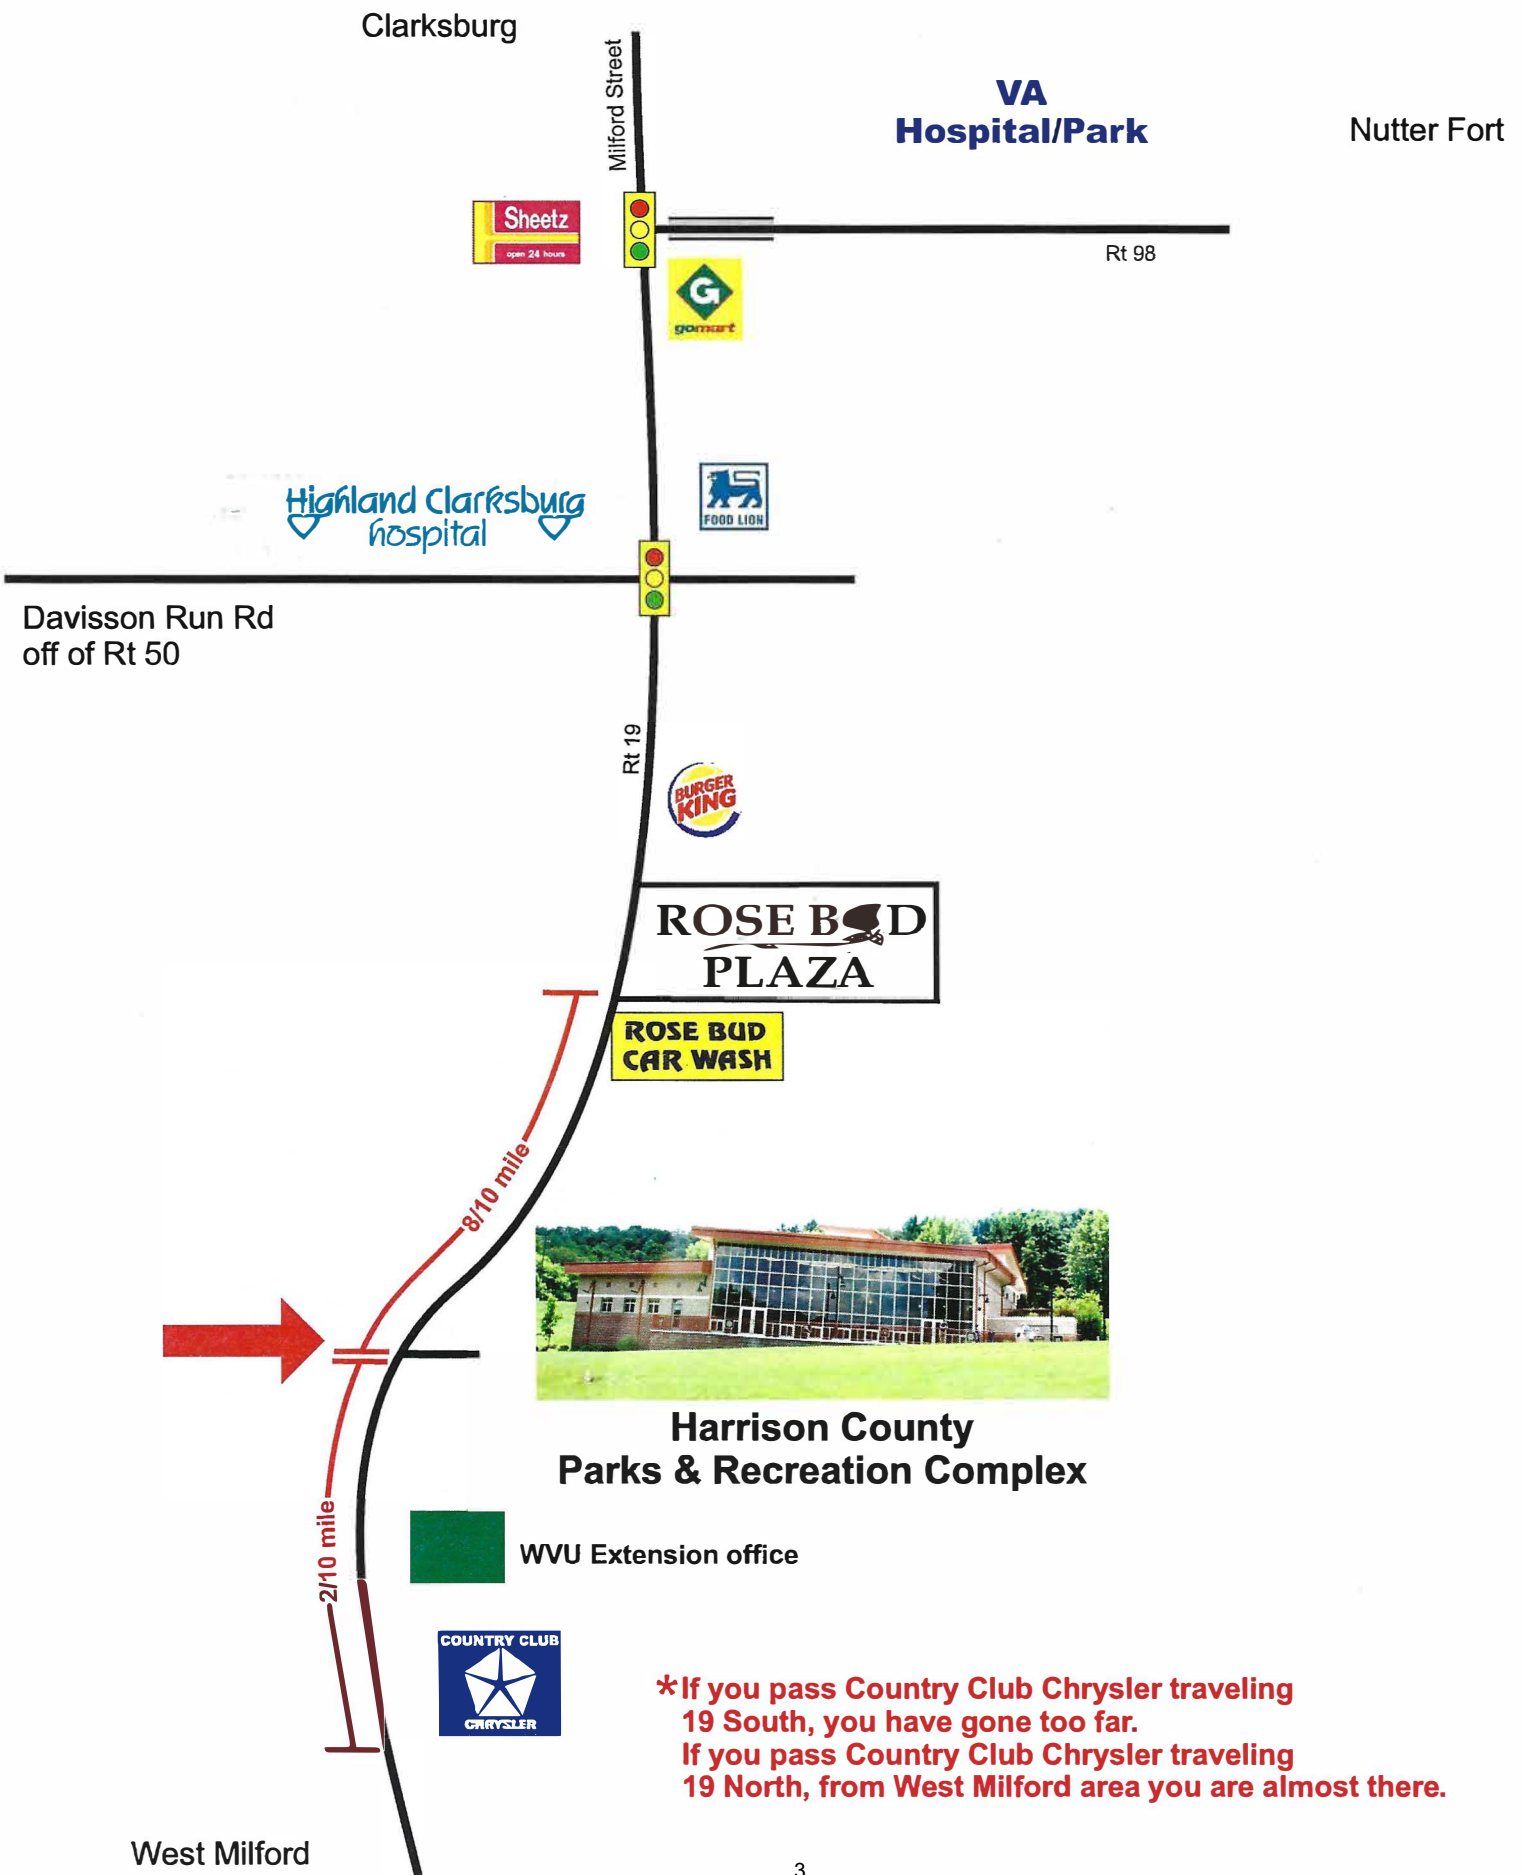 Clarksburg
Milford Street
VA
Hospital/Park
Nutter Fort
Sheetz
open 24 hours
Rt 98
G
gomart
Highland Clarksburg
hospital
FOOD LION
Davisson Run Rd
off of Rt 50
Rt 19
BURGER
KING
ROSE BUD
PLAZA
ROSE BUD
CAR WASH
8/10 mile
Harrison County
Parks & Recreation Complex
2/10 mile
WVU Extension office
COUNTRY CLUB
CHRYSLER
*If you pass Country Club Chrysler traveling
19 South, you have gone too far.
If you pass Country Club Chrysler traveling
19 North, from West Milford area you are almost there.
West Milford
3